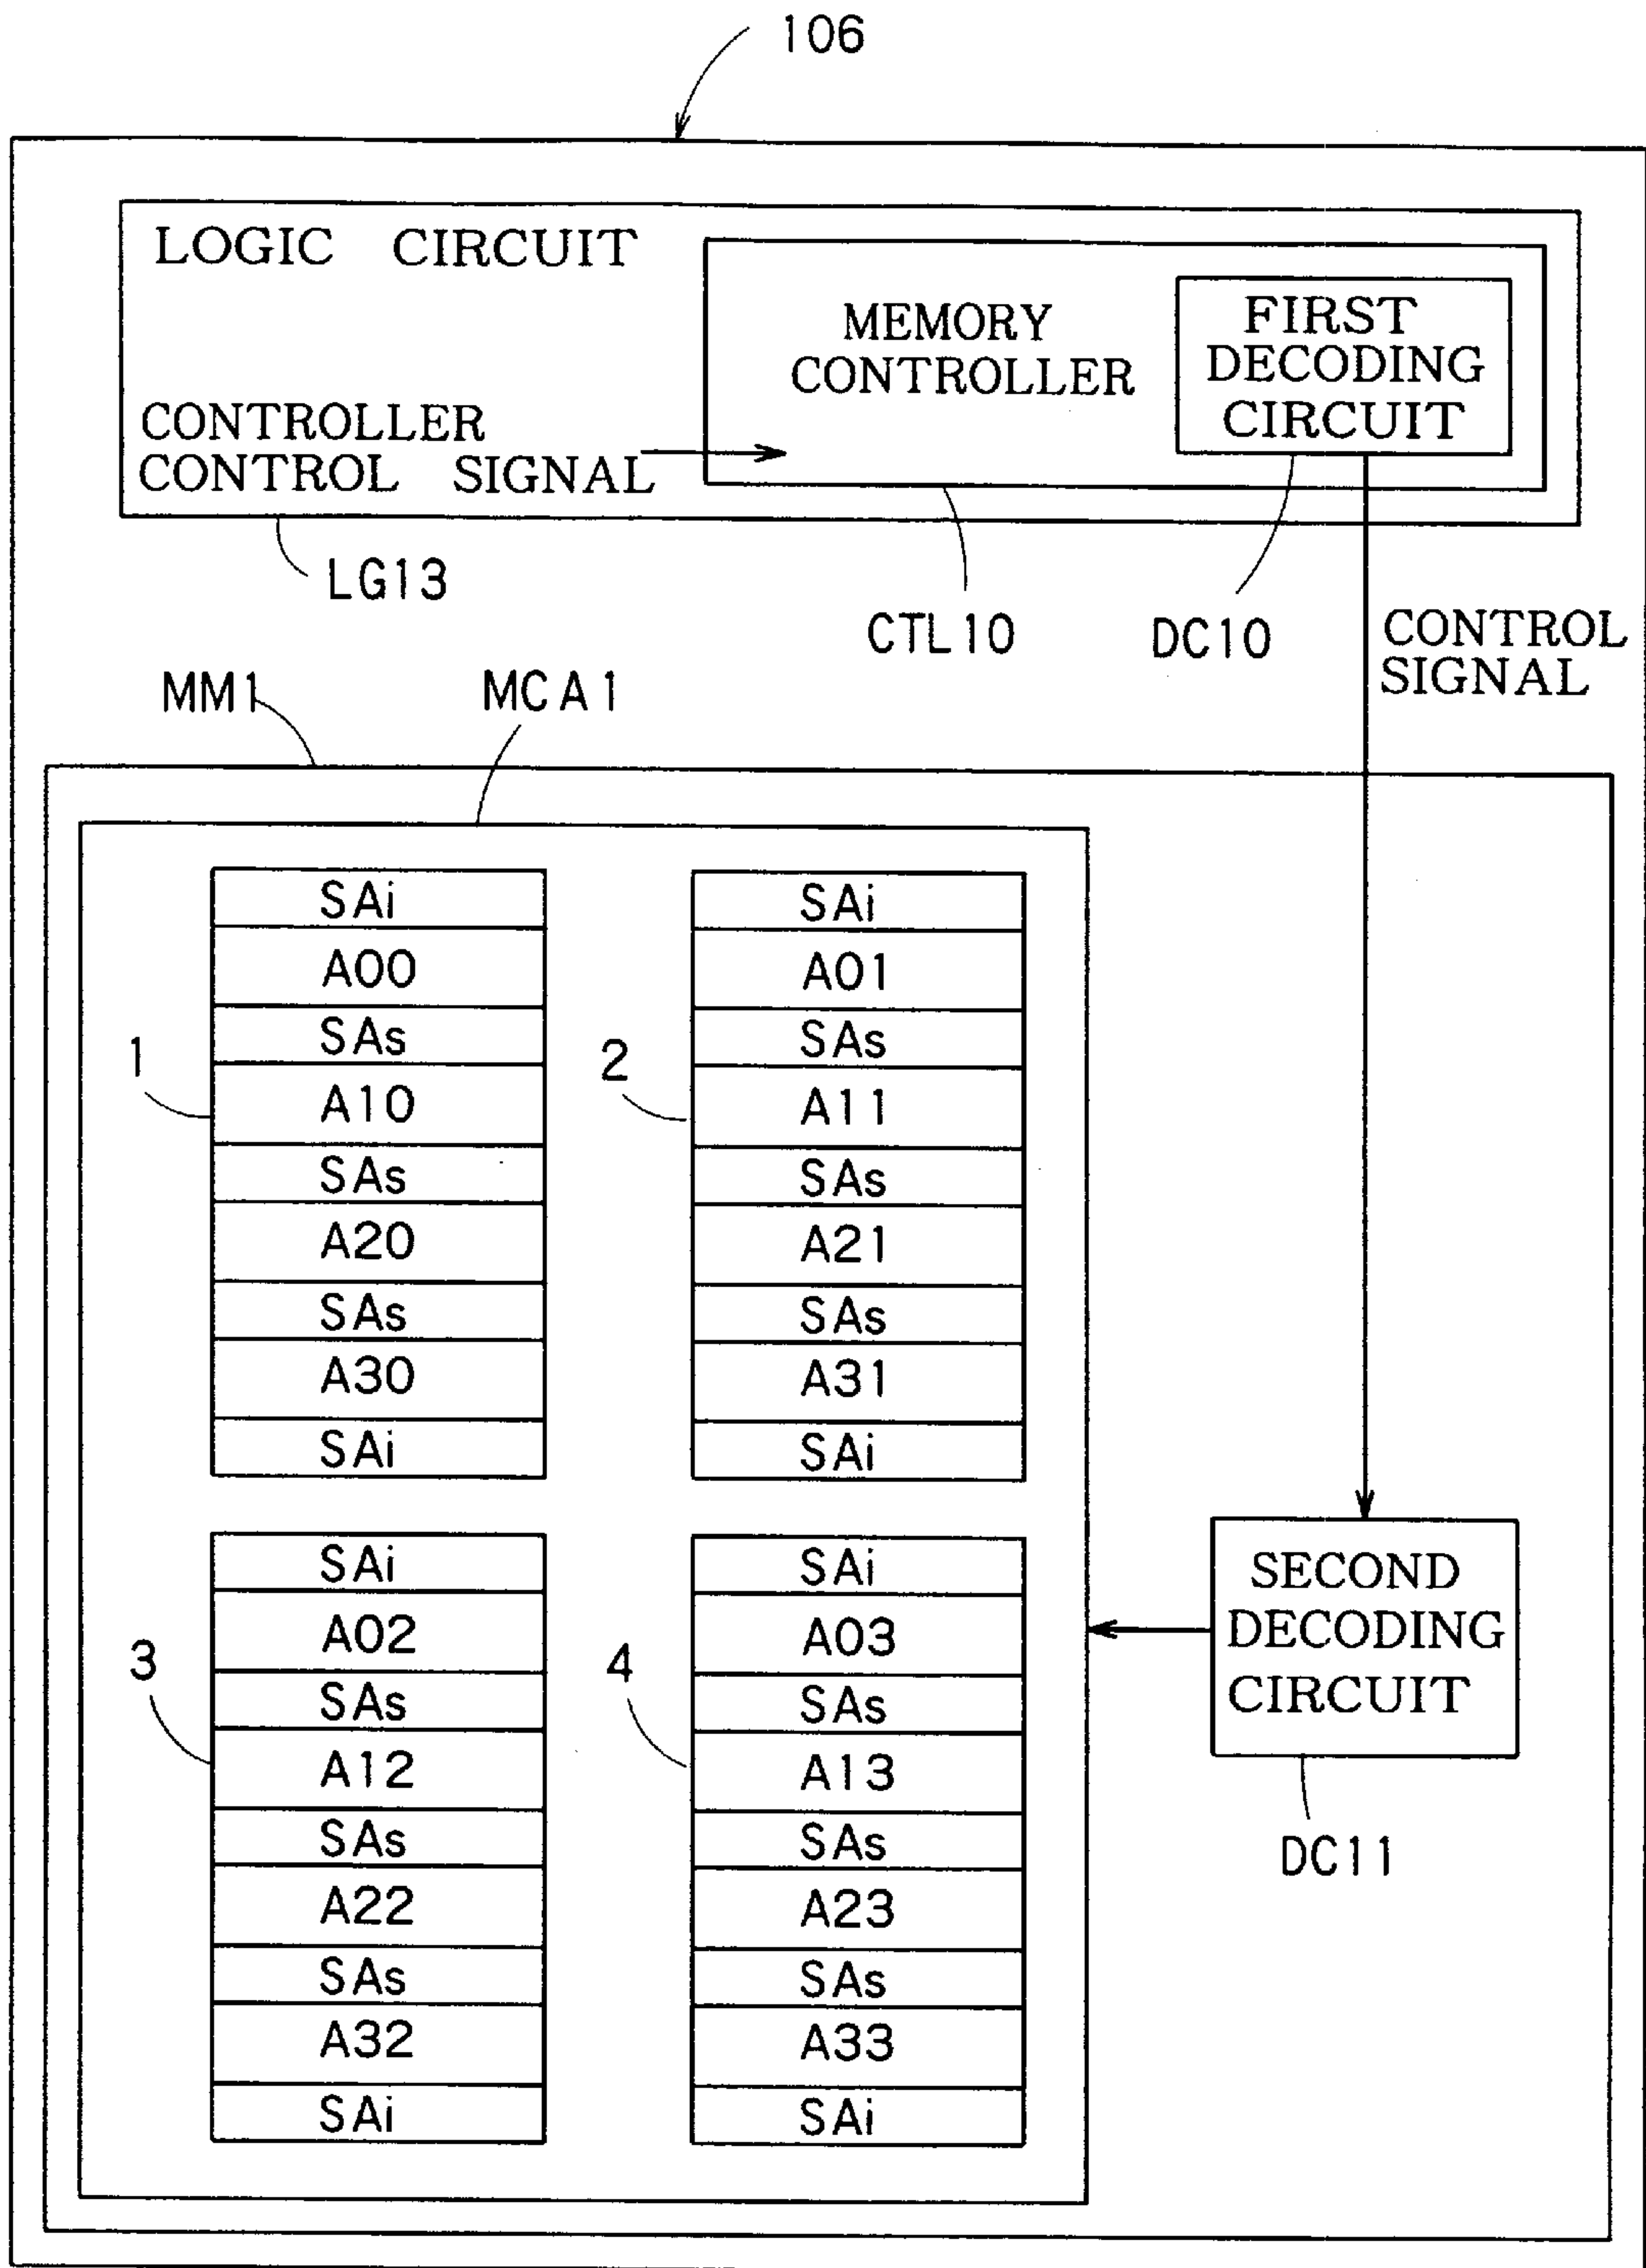 106
LOGIC CIRCUIT
MEMORY
CONTROLLER
FIRST
DECODING
CIRCUIT
CONTROLLER
CONTROL SIGNAL
LG13
CTL10
DC10
CONTROL
SIGNAL
MM1
MCA1
1
SAi
A00
SAs
A10
SAs
A20
SAs
A30
SAi
2
SAi
A01
SAs
A11
SAs
A21
SAs
A31
SAi
3
SAi
A02
SAs
A12
SAs
A22
SAs
A32
SAi
4
SAi
A03
SAs
A13
SAs
A23
SAs
A33
SAi
SECOND
DECODING
CIRCUIT
DC11